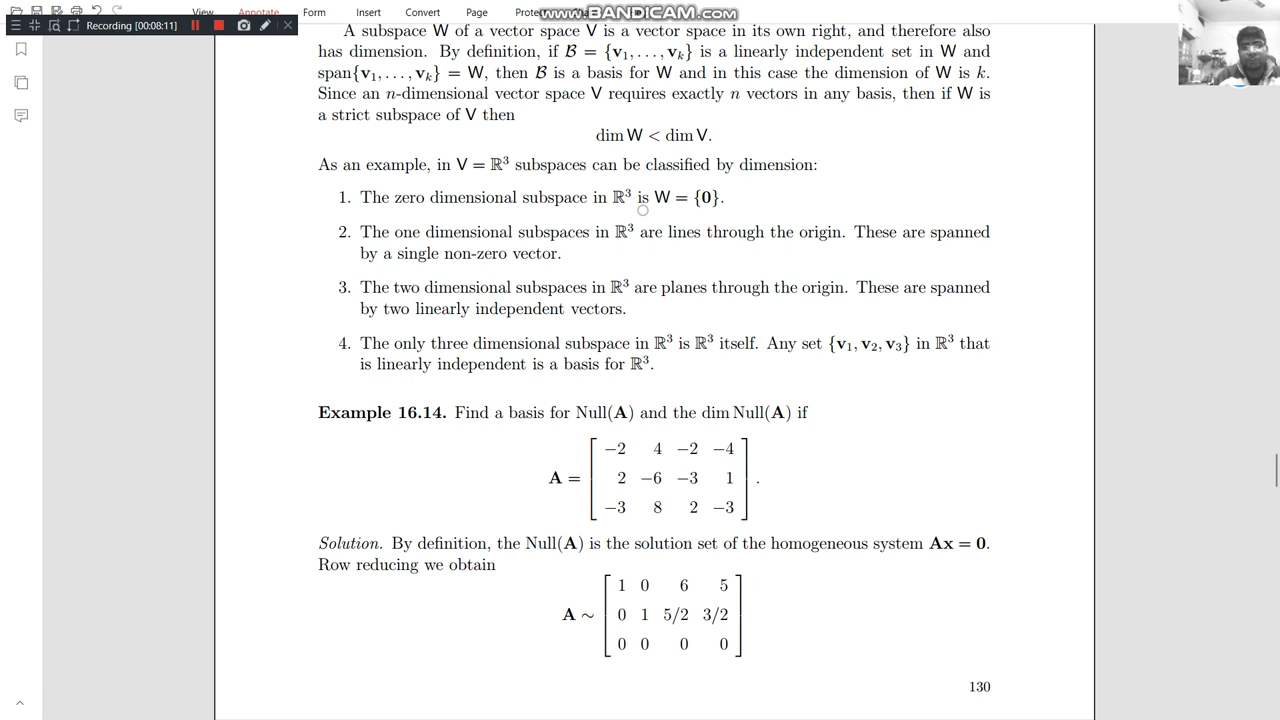 View Annotate Form Insert Convert Page Prote
www.BANDICAM.com
Recording [00:08:11]
A subspace W of a vector space V is a vector space in its own right, and therefore also
has dimension. By definition, if ℬ = {v₁, . . . , vₖ} is a linearly independent set in W and
span{v₁, . . . , vₖ} = W, then ℬ is a basis for W and in this case the dimension of W is k.
Since an n-dimensional vector space V requires exactly n vectors in any basis, then if W is
a strict subspace of V then
dim W < dim V.
As an example, in V = ℝ³ subspaces can be classified by dimension:
1. The zero dimensional subspace in ℝ³ is W = {0}.
2. The one dimensional subspaces in ℝ³ are lines through the origin. These are spanned
by a single non-zero vector.
3. The two dimensional subspaces in ℝ³ are planes through the origin. These are spanned
by two linearly independent vectors.
4. The only three dimensional subspace in ℝ³ is ℝ³ itself. Any set {v₁, v₂, v₃} in ℝ³ that
is linearly independent is a basis for ℝ³.
Example 16.14. Find a basis for Null(A) and the dim Null(A) if
−2 4 −2 −4
A = 2 −6 −3 1 .
−3 8 2 −3
Solution. By definition, the Null(A) is the solution set of the homogeneous system Ax = 0.
Row reducing we obtain
1 0 6 5
A ∼ 0 1 5/2 3/2
0 0 0 0
130